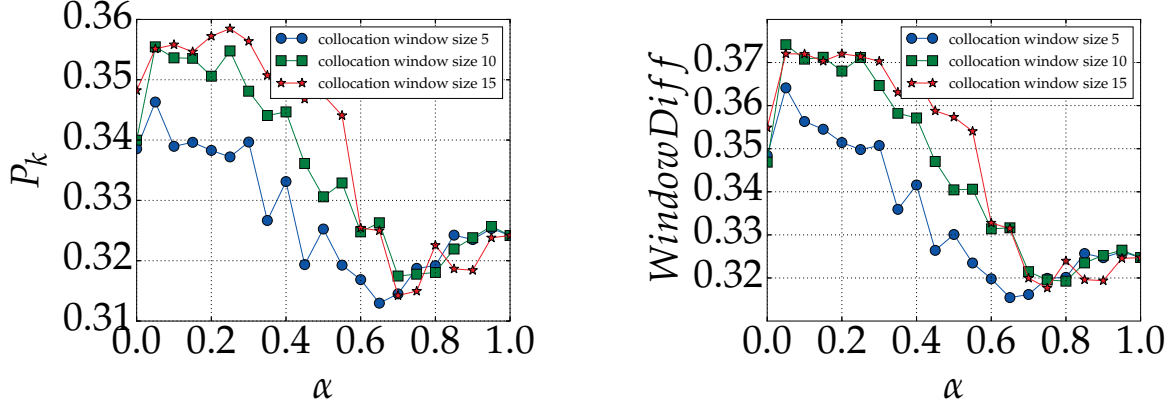 0.36
0.35
0.34
0.33
0.32
0.31
P_k
collocation window size 5
collocation window size 10
collocation window size 15
0.0 0.2 0.4 0.6 0.8 1.0
α
0.37
0.36
0.35
0.34
0.33
0.32
WindowDiff
collocation window size 5
collocation window size 10
collocation window size 15
0.0 0.2 0.4 0.6 0.8 1.0
α